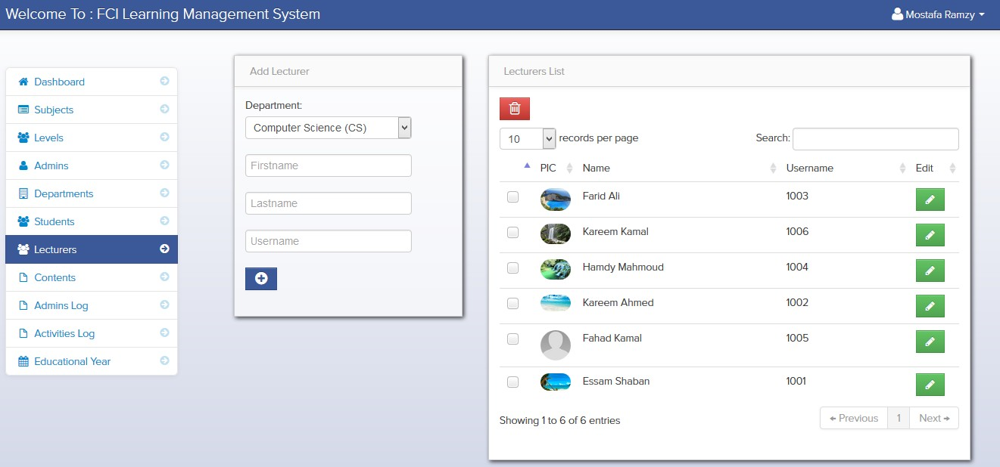 Welcome To : FCI Learning Management System
Mostafa Ramzy
Dashboard
Subjects
Levels
Admins
Departments
Students
Lecturers
Contents
Admins Log
Activities Log
Educational Year
Add Lecturer
Department:
Computer Science (CS)
Firstname
Lastname
Username
Lecturers List
10 records per page Search:
PIC Name Username Edit
Farid Ali 1003
Kareem Kamal 1006
Hamdy Mahmoud 1004
Kareem Ahmed 1002
Fahad Kamal 1005
Essam Shaban 1001
Showing 1 to 6 of 6 entries
← Previous 1 Next →